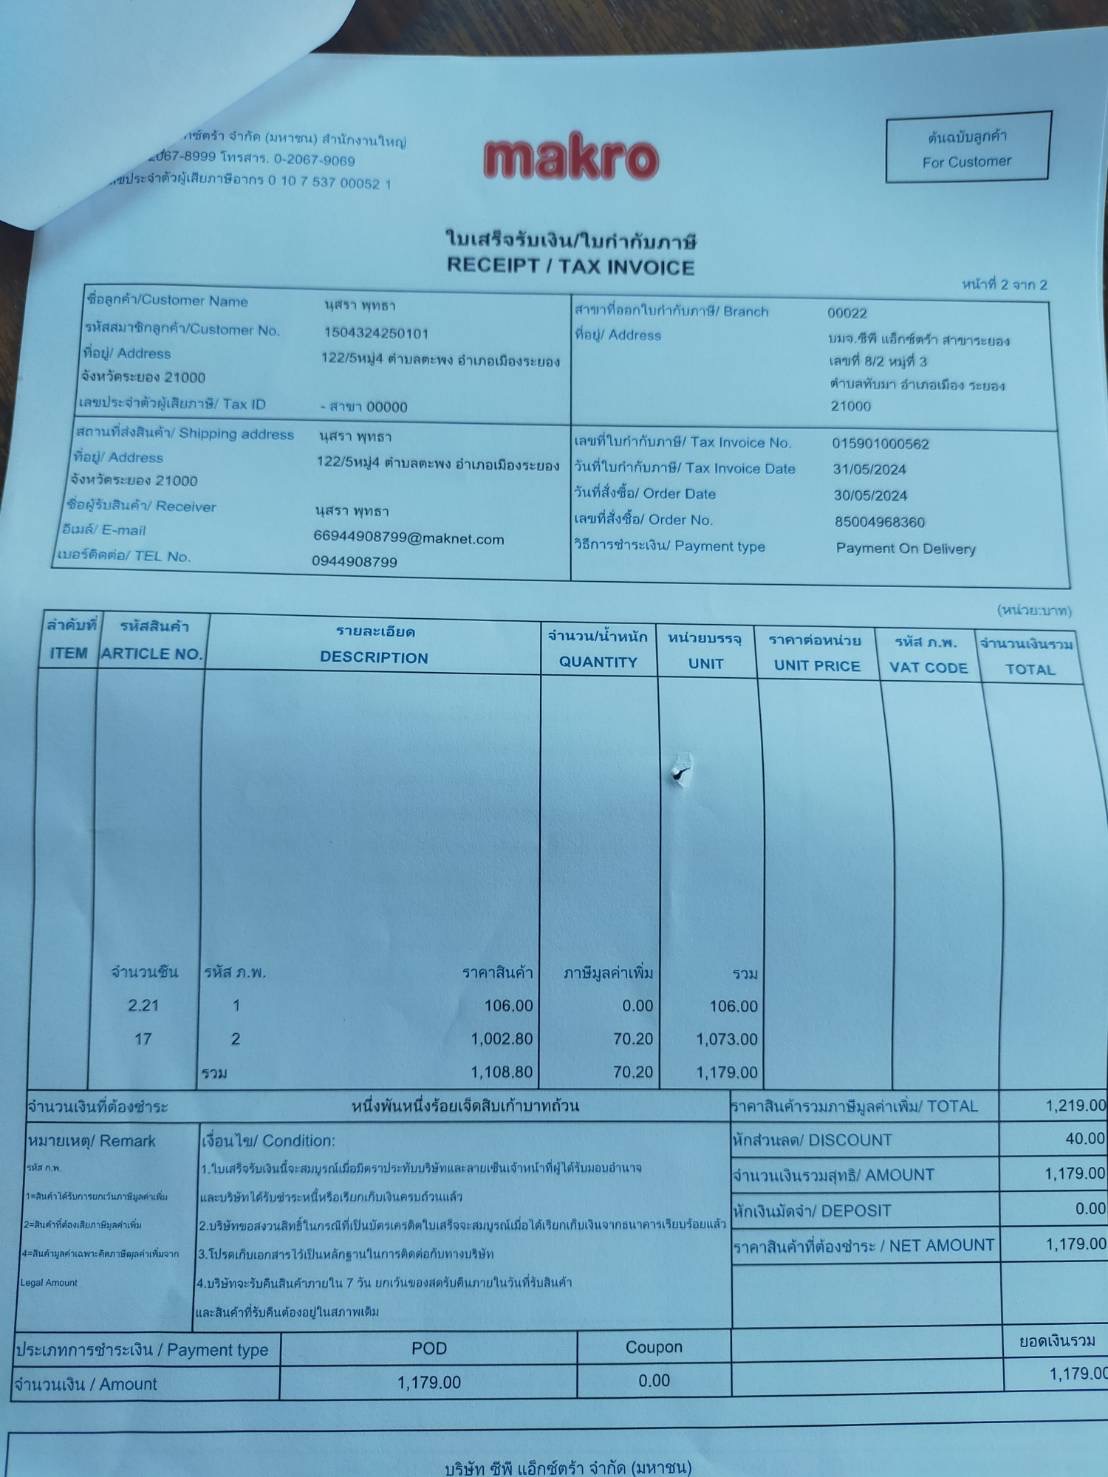 จำกัด (มหาชน) สำนักงานใหญ่
067-8999 โทรสาร. 0-2067-9069
ประจำตัวผู้เสียภาษีอากร 0 10 7 537 00052 1
makro
ต้นฉบับลูกค้า
For Customer
ใบเสร็จรับเงิน/ใบกำกับภาษี
RECEIPT / TAX INVOICE
หน้าที่ 2 จาก 2
ชื่อลูกค้า/Customer Name นุสรา พุทธา
รหัสสมาชิกลูกค้า/Customer No. 1504324250101
ที่อยู่/ Address 122/5หมู่4 ตำบลตะพง อำเภอเมืองระยอง
จังหวัดระยอง 21000
เลขประจำตัวผู้เสียภาษี/ Tax ID - สาขา 00000
สาขาที่ออกใบกำกับภาษี/ Branch 00022
ที่อยู่/ Address บมจ.ซีพี แอ็กซ์ตร้า สาขาระยอง
เลขที่ 8/2 หมู่ที่ 3
ตำบลทับมา อำเภอเมือง ระยอง
21000
สถานที่ส่งสินค้า/ Shipping address นุสรา พุทธา
ที่อยู่/ Address 122/5หมู่4 ตำบลตะพง อำเภอเมืองระยอง
จังหวัดระยอง 21000
ชื่อผู้รับสินค้า/ Receiver นุสรา พุทธา
อีเมล์/ E-mail 66944908799@maknet.com
เบอร์ติดต่อ/ TEL No. 0944908799
เลขที่ใบกำกับภาษี/ Tax Invoice No. 015901000562
วันที่ใบกำกับภาษี/ Tax Invoice Date 31/05/2024
วันที่สั่งซื้อ/ Order Date 30/05/2024
เลขที่สั่งซื้อ/ Order No. 85004968360
วิธีการชำระเงิน/ Payment type Payment On Delivery
(หน่วย:บาท)
ลำดับที่ รหัสสินค้า รายละเอียด จำนวน/น้ำหนัก หน่วยบรรจุ ราคาต่อหน่วย รหัส ภ.พ. จำนวนเงินรวม
ITEM ARTICLE NO. DESCRIPTION QUANTITY UNIT UNIT PRICE VAT CODE TOTAL
จำนวนชิ้น รหัส ภ.พ. ราคาสินค้า ภาษีมูลค่าเพิ่ม รวม
2.21 1 106.00 0.00 106.00
17 2 1,002.80 70.20 1,073.00
รวม 1,108.80 70.20 1,179.00
จำนวนเงินที่ต้องชำระ หนึ่งพันหนึ่งร้อยเจ็ดสิบเก้าบาทถ้วน
ราคาสินค้ารวมภาษีมูลค่าเพิ่ม/ TOTAL 1,219.00
หักส่วนลด/ DISCOUNT 40.00
จำนวนเงินรวมสุทธิ/ AMOUNT 1,179.00
หักเงินมัดจำ/ DEPOSIT 0.00
ราคาสินค้าที่ต้องชำระ / NET AMOUNT 1,179.00
หมายเหตุ/ Remark
รหัส ภ.พ.
1=สินค้าได้รับการยกเว้นภาษีมูลค่าเพิ่ม
2=สินค้าที่ต้องเสียภาษีมูลค่าเพิ่ม
4=สินค้ามูลค่าเฉพาะคิดภาษีมูลค่าเพิ่มจาก
Legal Amount
เงื่อนไข/ Condition:
1.ใบเสร็จรับเงินนี้จะสมบูรณ์เมื่อมีตราประทับบริษัทและลายเซ็นเจ้าหน้าที่ผู้ได้รับมอบอำนาจ
และบริษัทได้รับชำระหนี้หรือเรียกเก็บเงินครบถ้วนแล้ว
2.บริษัทขอสงวนสิทธิ์ในกรณีที่เป็นบัตรเครดิตใบเสร็จจะสมบูรณ์เมื่อได้เรียกเก็บเงินจากธนาคารเรียบร้อยแล้ว
3.โปรดเก็บเอกสารไว้เป็นหลักฐานในการติดต่อกับทางบริษัท
4.บริษัทจะรับคืนสินค้าภายใน 7 วัน ยกเว้นของสดรับคืนภายในวันที่รับสินค้า
และสินค้าที่รับคืนต้องอยู่ในสภาพเดิม
ประเภทการชำระเงิน / Payment type POD Coupon ยอดเงินรวม
จำนวนเงิน / Amount 1,179.00 0.00 1,179.00
บริษัท ซีพี แอ็กซ์ตร้า จำกัด (มหาชน)